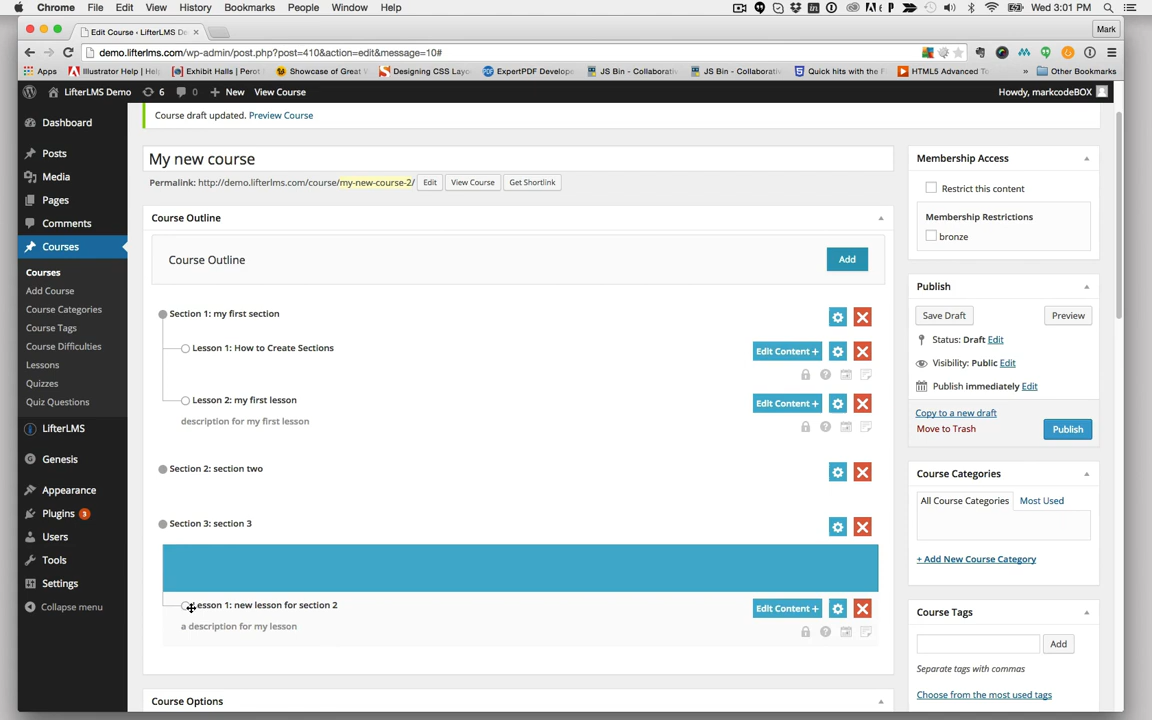 Chrome File Edit View History Bookmarks People Window Help Wed 3:01 PM
Edit Course ‹ LifterLMS De Mark
demo.lifterlms.com/wp-admin/post.php?post=410&action=edit&message=10#
Apps Illustrator Help | Hel Exhibit Halls | Perot Showcase of Great W Designing CSS Layo ExpertPDF Develop JS Bin - Collaborativ JS Bin - Collaborativ Quick hits with the HTML5 Advanced T » Other Bookmarks
LifterLMS Demo 6 0 New View Course Howdy, markcodeBOX
Dashboard
Posts
Media
Pages
Comments
Courses
Courses
Add Course
Course Categories
Course Tags
Course Difficulties
Lessons
Quizzes
Quiz Questions
LifterLMS
Genesis
Appearance
Plugins 3
Users
Tools
Settings
Collapse menu
Course draft updated. Preview Course
My new course
Permalink: http://demo.lifterlms.com/course/my-new-course-2/ Edit View Course Get Shortlink
Course Outline
Course Outline Add
Section 1: my first section
Lesson 1: How to Create Sections Edit Content +
Lesson 2: my first lesson Edit Content +
description for my first lesson
Section 2: section two
Section 3: section 3
Lesson 1: new lesson for section 2 Edit Content +
a description for my lesson
Course Options
Membership Access
Restrict this content
Membership Restrictions
bronze
Publish
Save Draft Preview
Status: Draft Edit
Visibility: Public Edit
Publish immediately Edit
Copy to a new draft
Move to Trash Publish
Course Categories
All Course Categories Most Used
+ Add New Course Category
Course Tags
Add
Separate tags with commas
Choose from the most used tags